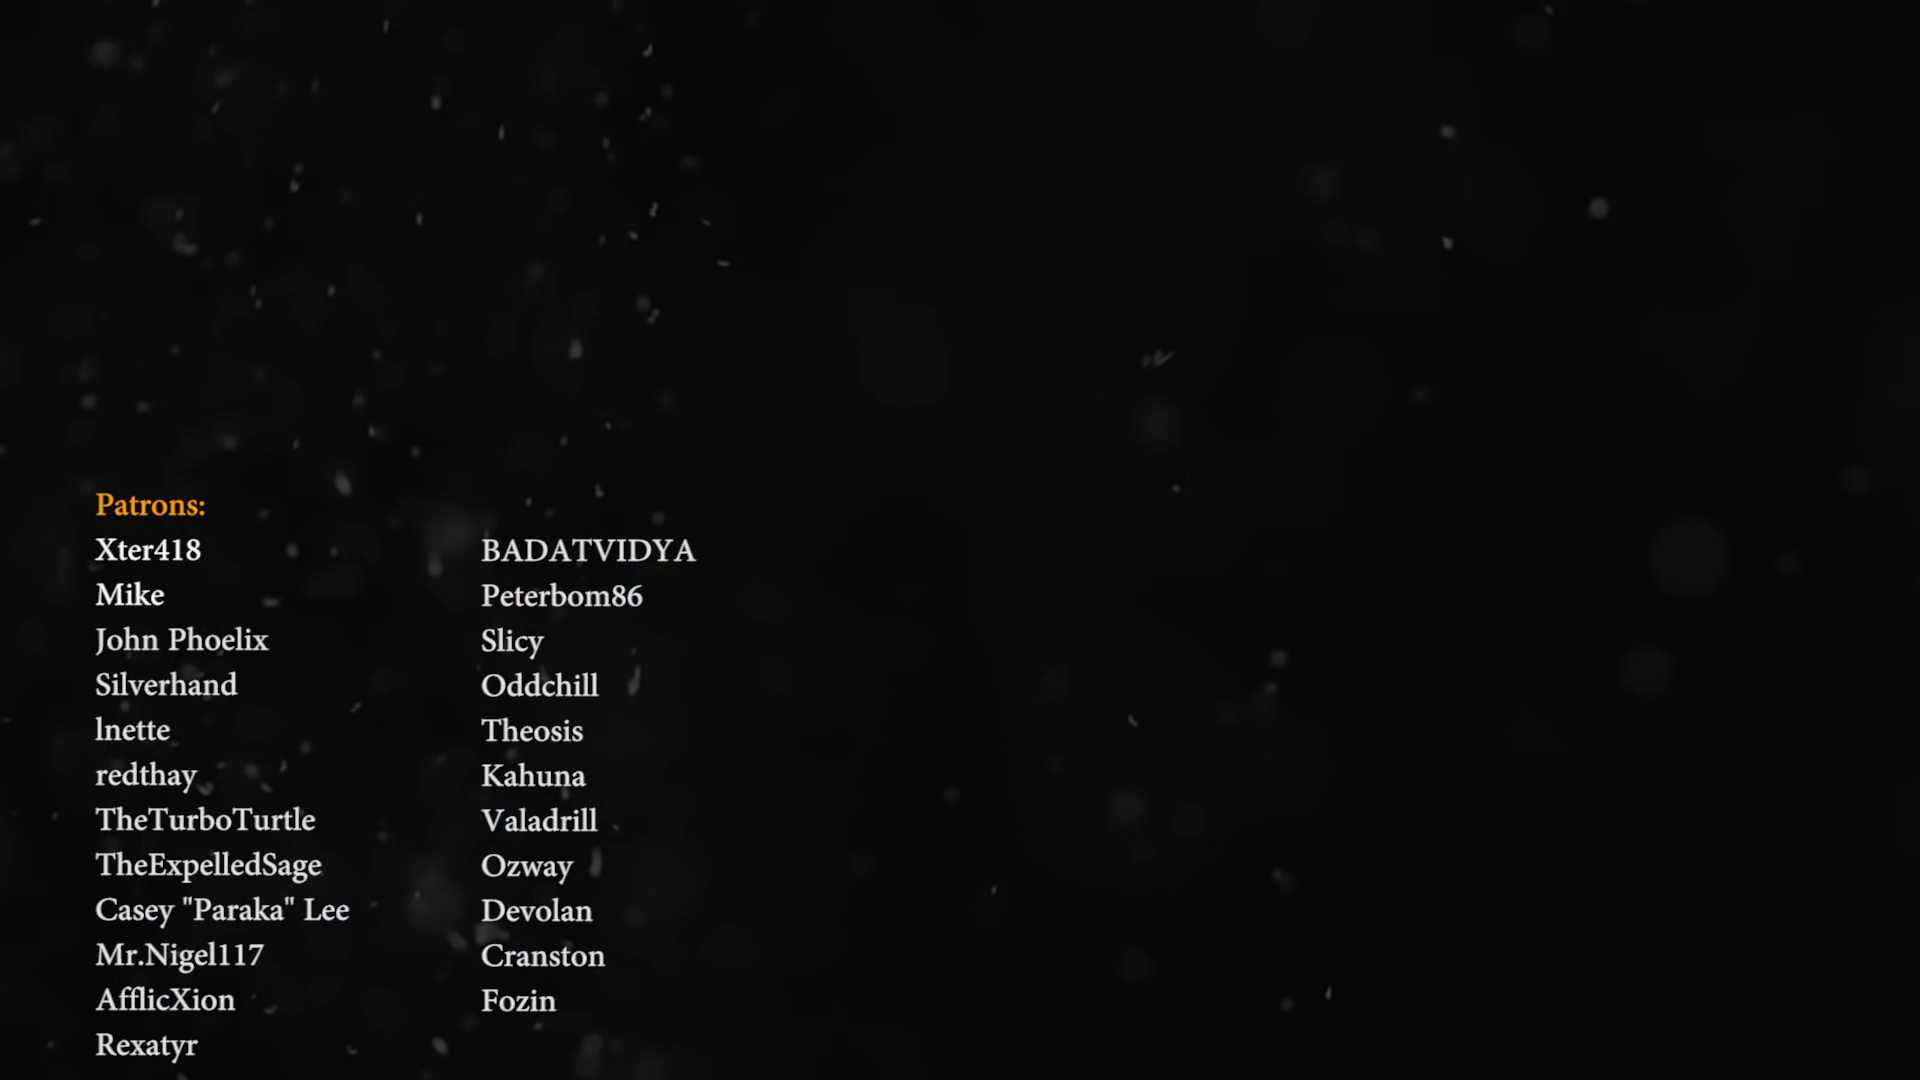 Patrons:
Xter418
Mike
John Phoelix
Silverhand
lnette
redthay
TheTurboTurtle
TheExpelledSage
Casey "Paraka" Lee
Mr.Nigel117
AfflicXion
Rexatyr
BADATVIDYA
Peterbom86
Slicy
Oddchill
Theosis
Kahuna
Valadrill
Ozway
Devolan
Cranston
Fozin